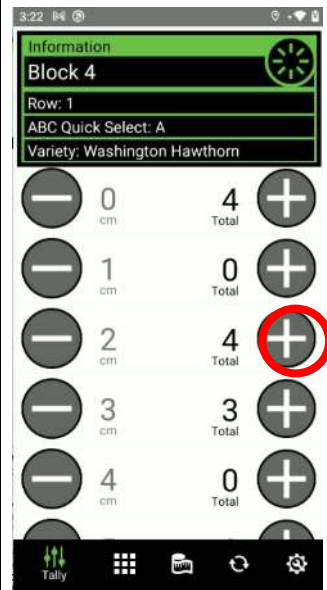 3:22
Information
Block 4
Row: 1
ABC Quick Select: A
Variety: Washington Hawthorn
0 4
cm Total
1 0
cm Total
2 4
cm Total
3 3
cm Total
4 0
cm Total
Tally